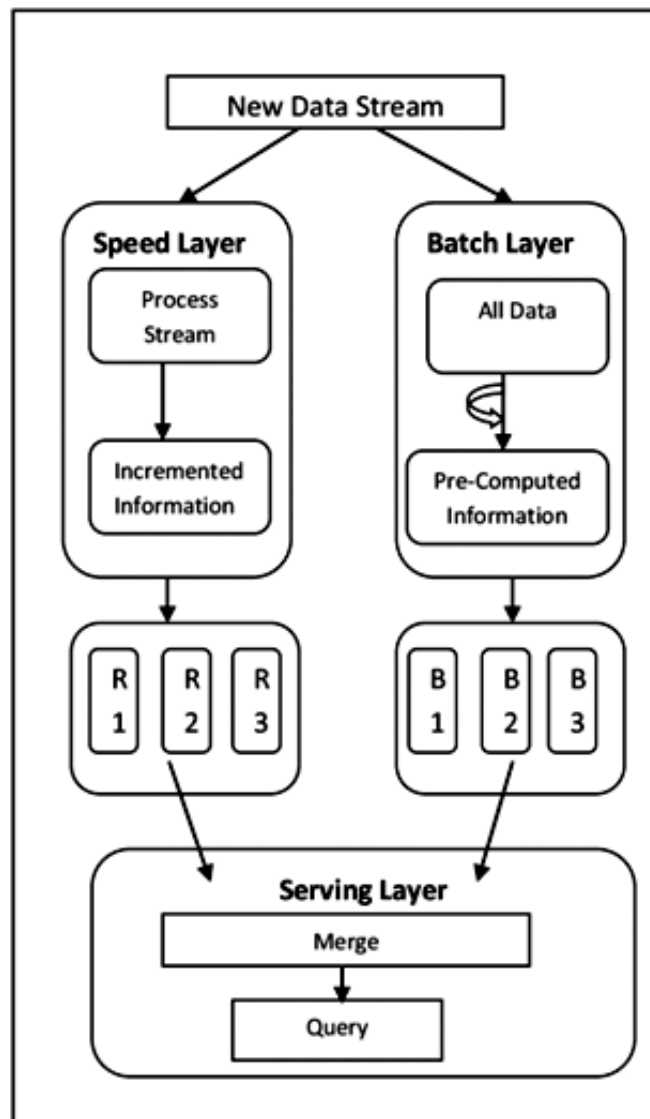 New Data Stream
Speed Layer
Process
Stream
Incremented
Information
Batch Layer
All Data
Pre-Computed
Information
R R R
1 2 3
B B B
1 2 3
Serving Layer
Merge
Query